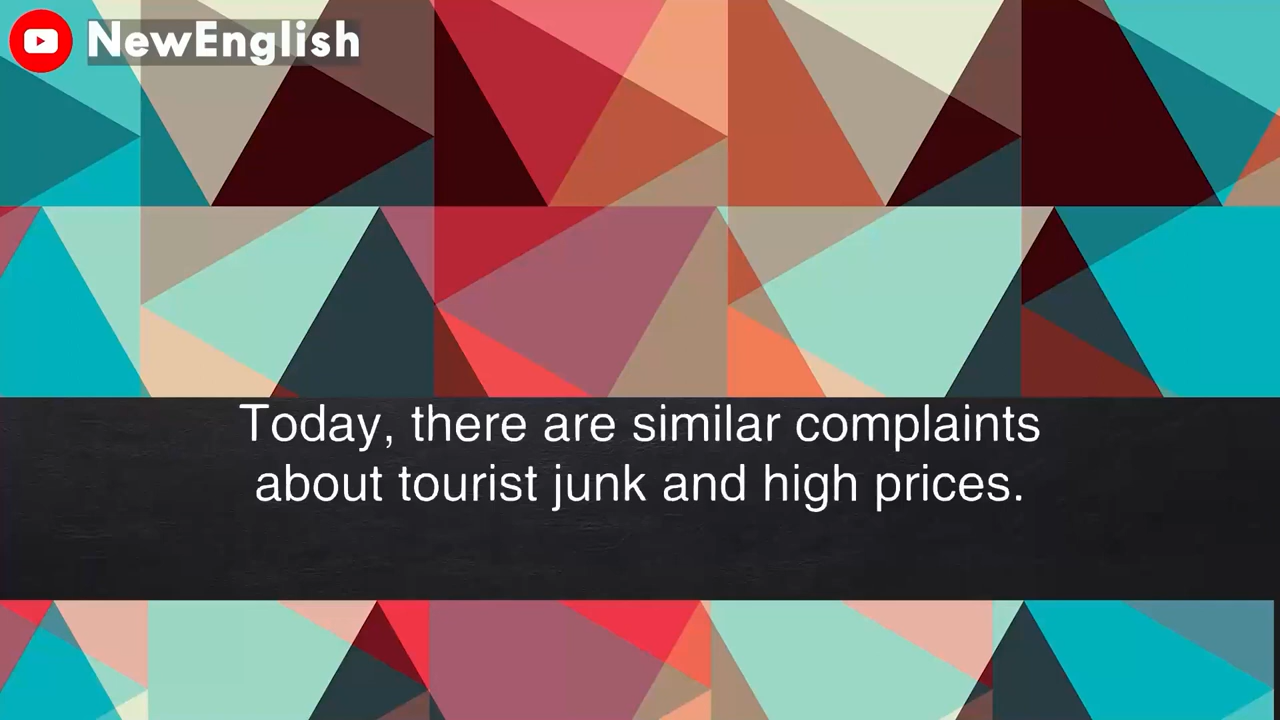 NewEnglish
Today, there are similar complaints
about tourist junk and high prices.